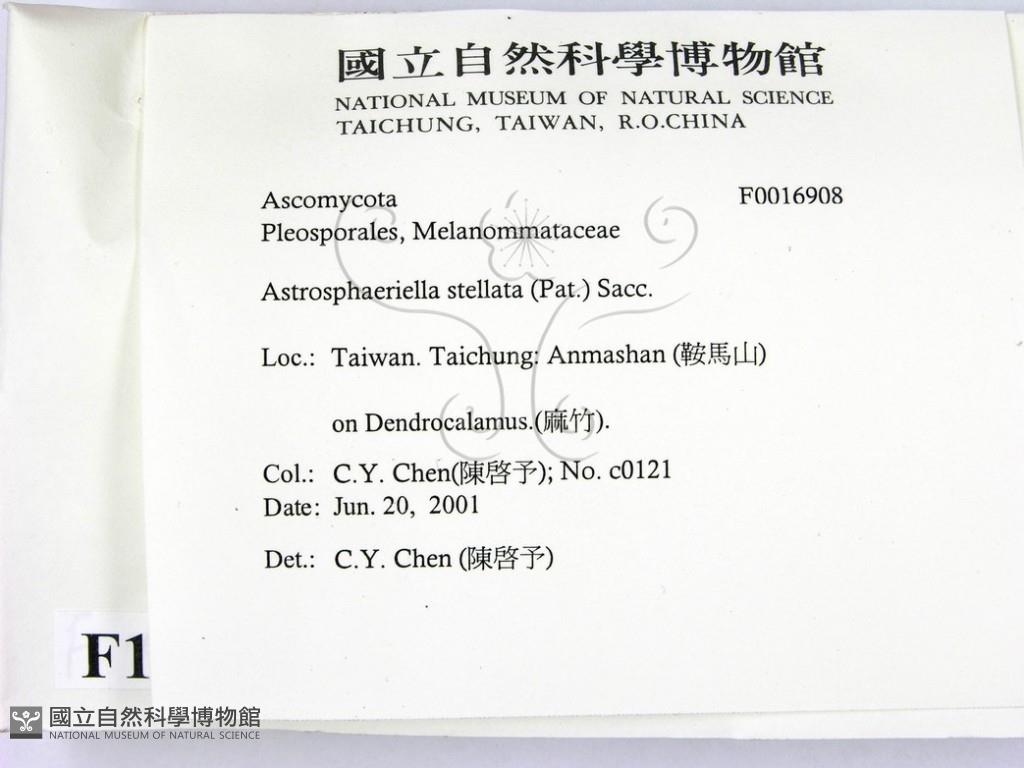 國立自然科學博物館
NATIONAL MUSEUM OF NATURAL SCIENCE
TAICHUNG, TAIWAN, R.O.CHINA
Ascomycota F0016908
Pleosporales, Melanommataceae
Astrosphaeriella stellata (Pat.) Sacc.
Loc.: Taiwan. Taichung: Anmashan (鞍馬山)
on Dendrocalamus.(麻竹).
Col.: C.Y. Chen(陳啓予); No. c0121
Date: Jun. 20, 2001
Det.: C.Y. Chen (陳啓予)
F1
國立自然科學博物館
NATIONAL MUSEUM OF NATURAL SCIENCE